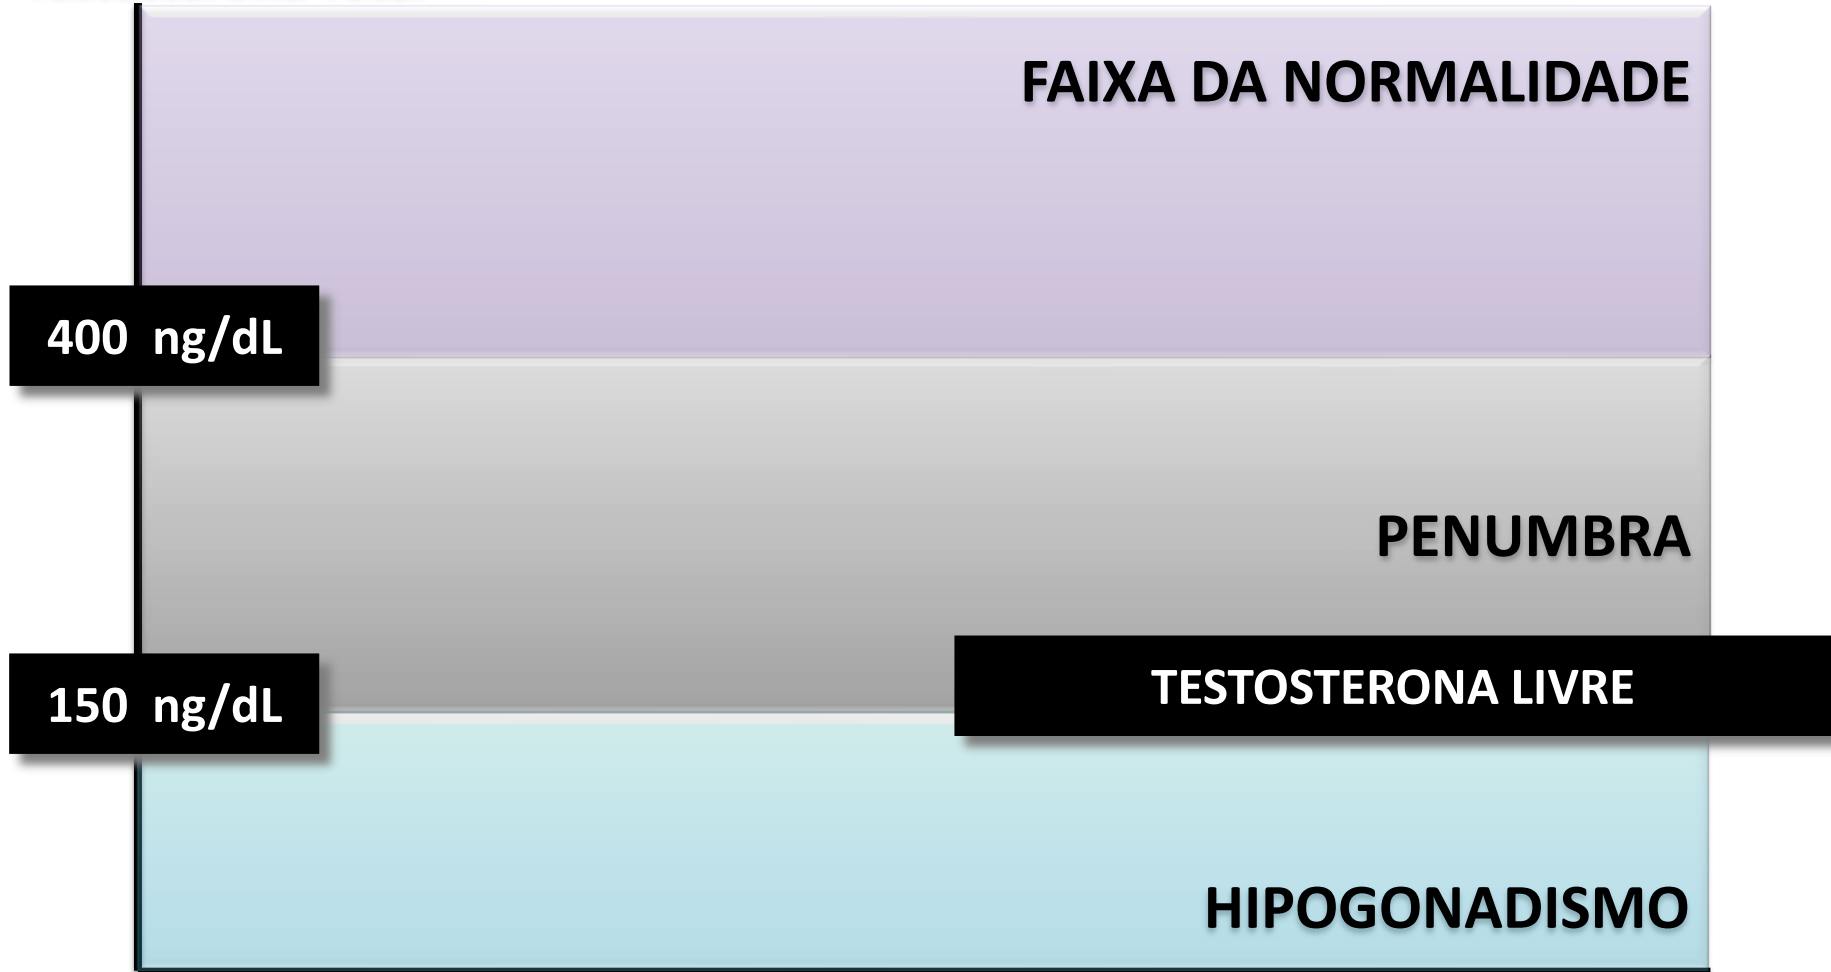 FAIXA DA NORMALIDADE
400 ng/dL
PENUMBRA
150 ng/dL
TESTOSTERONA LIVRE
HIPOGONADISMO